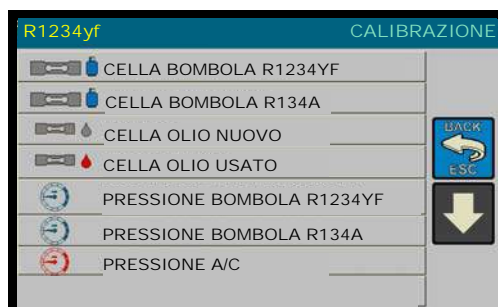 R1234yf CALIBRAZIONE
CELLA BOMBOLA R1234YF
CELLA BOMBOLA R134A
CELLA OLIO NUOVO
BACK
CELLA OLIO USATO
ESC
PRESSIONE BOMBOLA R1234YF
PRESSIONE BOMBOLA R134A
PRESSIONE A/C